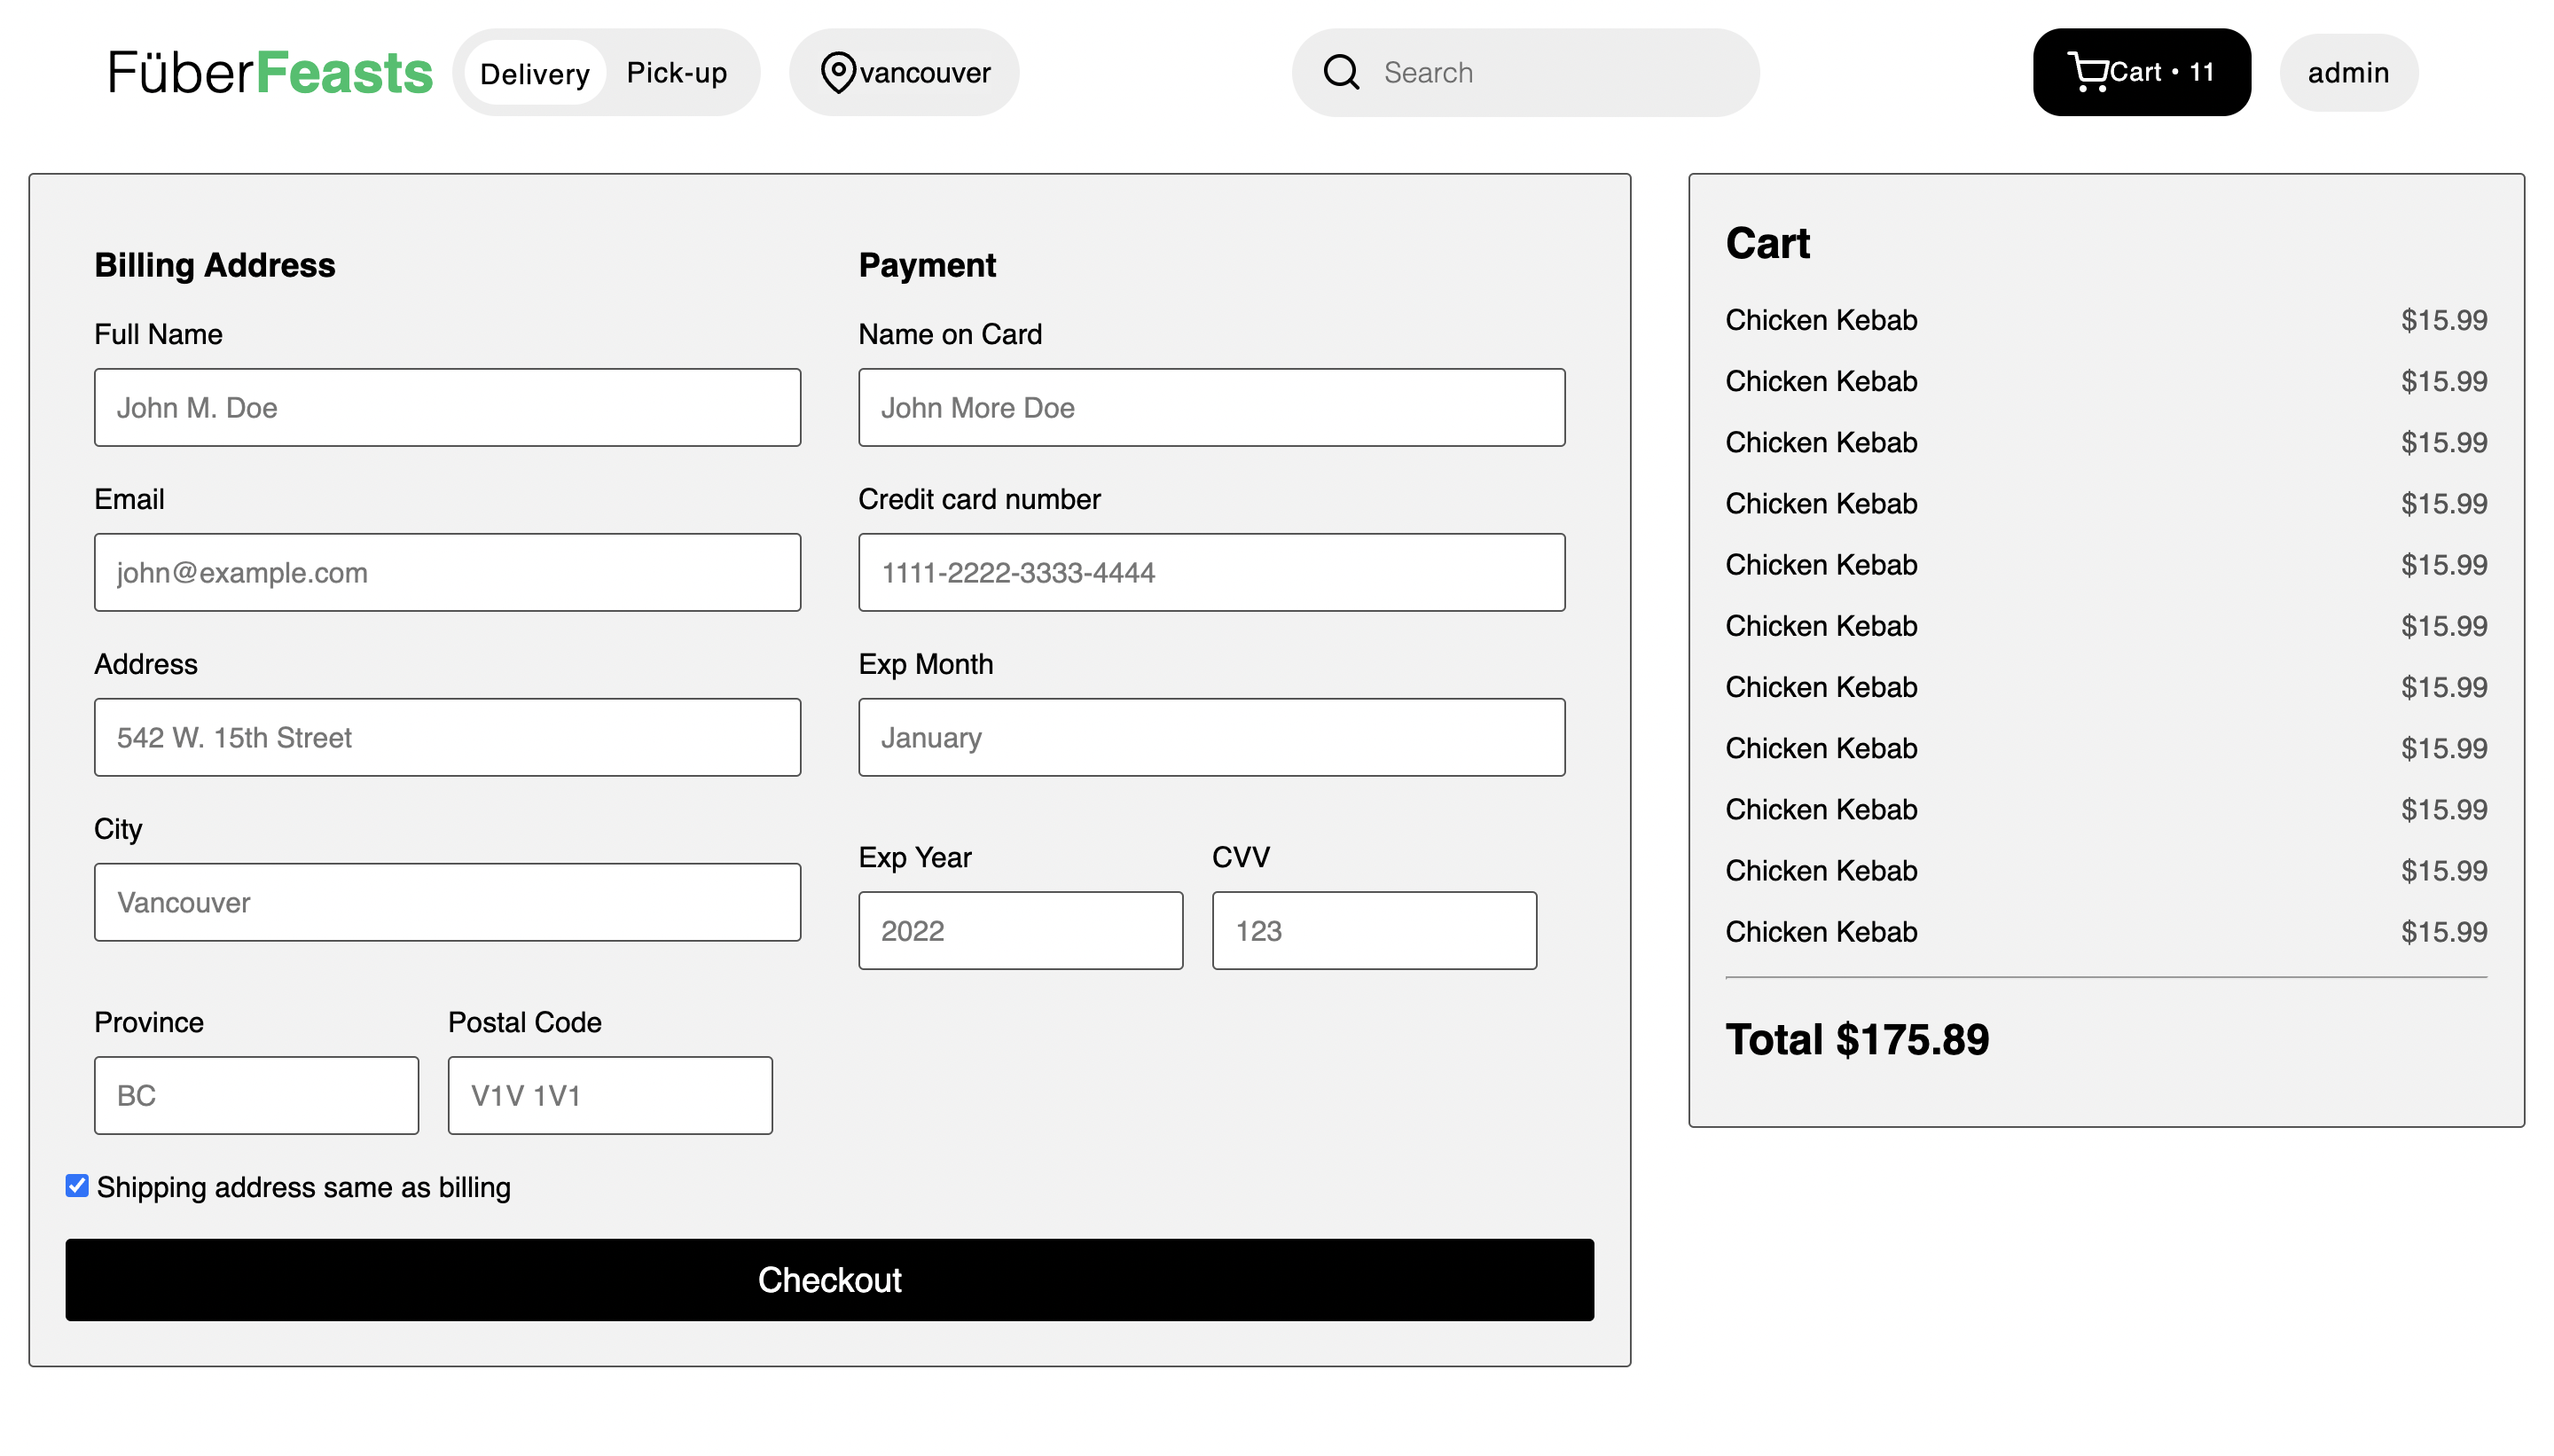 FüberFeasts Delivery Pick-up vancouver Search Cart • 11 admin
Billing Address
Full Name
John M. Doe
Email
john@example.com
Address
542 W. 15th Street
City
Vancouver
Province Postal Code
BC V1V 1V1
Payment
Name on Card
John More Doe
Credit card number
1111-2222-3333-4444
Exp Month
January
Exp Year CVV
2022 123
Shipping address same as billing
Checkout
Cart
Chicken Kebab $15.99
Chicken Kebab $15.99
Chicken Kebab $15.99
Chicken Kebab $15.99
Chicken Kebab $15.99
Chicken Kebab $15.99
Chicken Kebab $15.99
Chicken Kebab $15.99
Chicken Kebab $15.99
Chicken Kebab $15.99
Chicken Kebab $15.99
Total $175.89